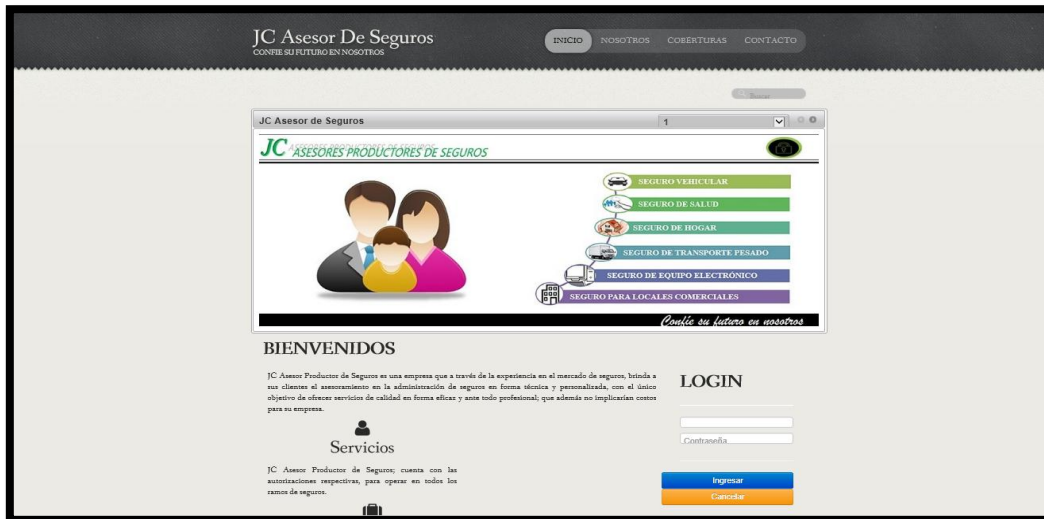 JC Asesor De Seguros
CONFIE SU FUTURO EN NOSOTROS
INICIO NOSOTROS COBERTURAS CONTACTO
Buscar
JC Asesor de Seguros 1
JC ASESORES PRODUCTORES DE SEGUROS
SEGURO VEHICULAR
SEGURO DE SALUD
SEGURO DE HOGAR
SEGURO DE TRANSPORTE PESADO
SEGURO DE EQUIPO ELECTRÓNICO
SEGURO PARA LOCALES COMERCIALES
Confíe su futuro en nosotros
BIENVENIDOS
JC Asesor Productor de Seguros es una empresa que a través de la experiencia en el mercado de seguros, brinda a
sus clientes el asesoramiento en la administración de seguros en forma técnica y personalizada, con el único
objetivo de ofrecer servicios de calidad en forma eficaz y ante todo profesional; que además no implicarían costos
para su empresa.
Servicios
JC Asesor Productor de Seguros; cuenta con las
autorizaciones respectivas, para operar en todos los
ramos de seguros.
LOGIN
Contraseña
Ingresar
Cancelar